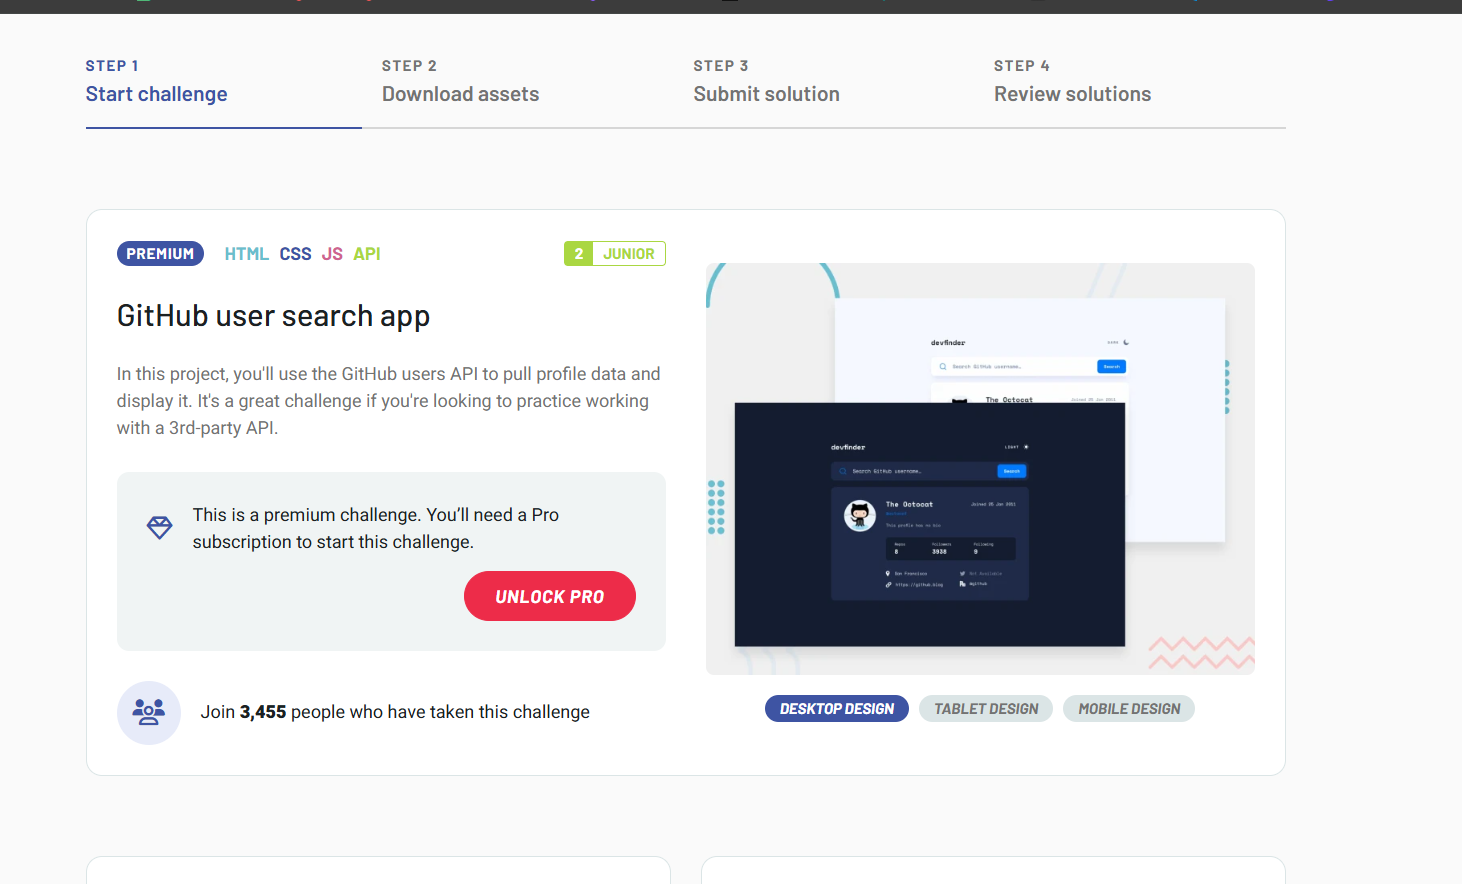 STEP 1
Start challenge
STEP 2
Download assets
STEP 3
Submit solution
STEP 4
Review solutions
PREMIUM HTML CSS JS API
2 JUNIOR
GitHub user search app
In this project, you'll use the GitHub users API to pull profile data and
display it. It's a great challenge if you're looking to practice working
with a 3rd-party API.
This is a premium challenge. You’ll need a Pro
subscription to start this challenge.
UNLOCK PRO
Join 3,455 people who have taken this challenge
devfinder
DARK
Search GitHub username…
Search
The Octocat
Joined 25 Jan 2011
devfinder
LIGHT
Search GitHub username…
Search
The Octocat
Joined 25 Jan 2011
This profile has no bio
Repos
Followers
Following
8
3938
9
San Francisco
Not Available
https://github.blog
@github
DESKTOP DESIGN
TABLET DESIGN
MOBILE DESIGN